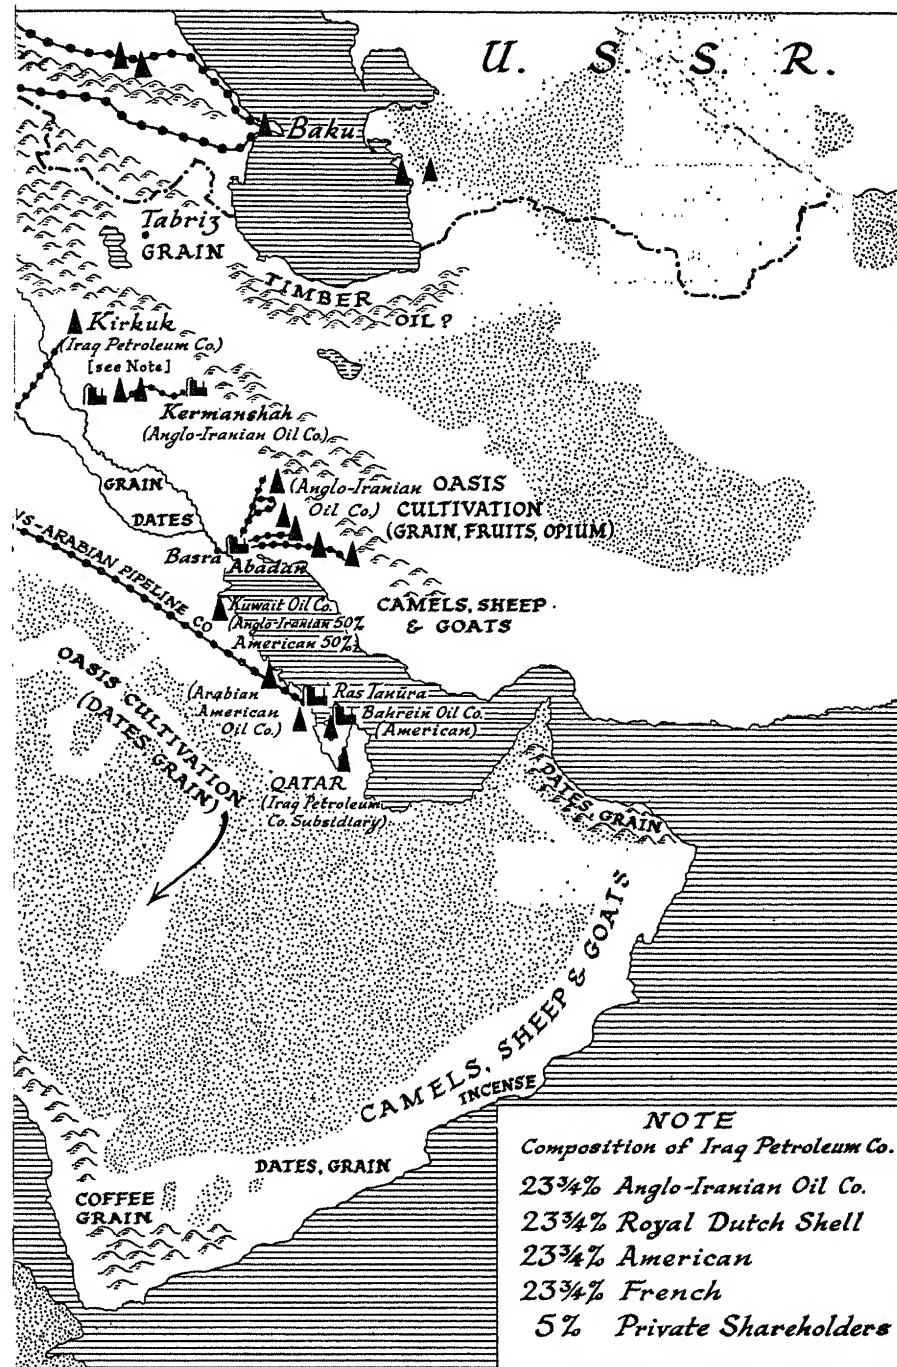 U. S. S. R.
Baku
Tabriz
GRAIN
TIMBER
OIL?
Kirkuk
(Iraq Petroleum Co.)
[see Note]
Kermanshah
(Anglo-Iranian Oil Co.)
GRAIN
DATES
(Anglo-Iranian
Oil Co.)
OASIS
CULTIVATION
(GRAIN, FRUITS, OPIUM)
Basra
Abadan
NS-ARABIAN PIPELINE CO
Kuwait Oil Co.
(Anglo-Iranian 50%
American 50%)
CAMELS, SHEEP
& GOATS
OASIS CULTIVATION
(DATES, GRAIN)
(Arabian
American
Oil Co.)
Ras Tanura
Bahrein Oil Co.
(American)
QATAR
(Iraq Petroleum
Co. Subsidiary)
DATES, GRAIN
CAMELS, SHEEP & GOATS
INCENSE
DATES, GRAIN
COFFEE
GRAIN
NOTE
Composition of Iraq Petroleum Co.
23¾% Anglo-Iranian Oil Co.
23¾% Royal Dutch Shell
23¾% American
23¾% French
5% Private Shareholders